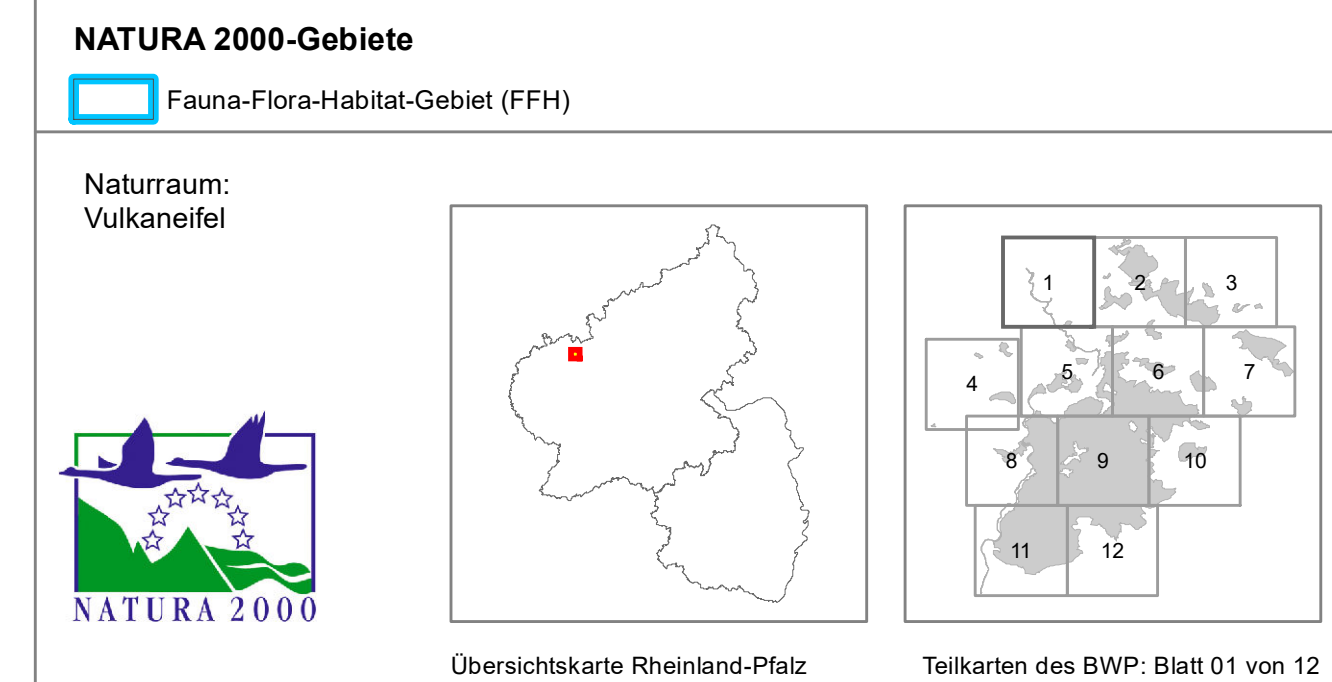 NATURA 2000-Gebiete
Fauna-Flora-Habitat-Gebiet (FFH)
Naturraum:
Vulkaneifel
NATURA 2000
Übersichtskarte Rheinland-Pfalz
1
2
3
4
5
6
7
8
9
10
11
12
Teilkarten des BWP: Blatt 01 von 12